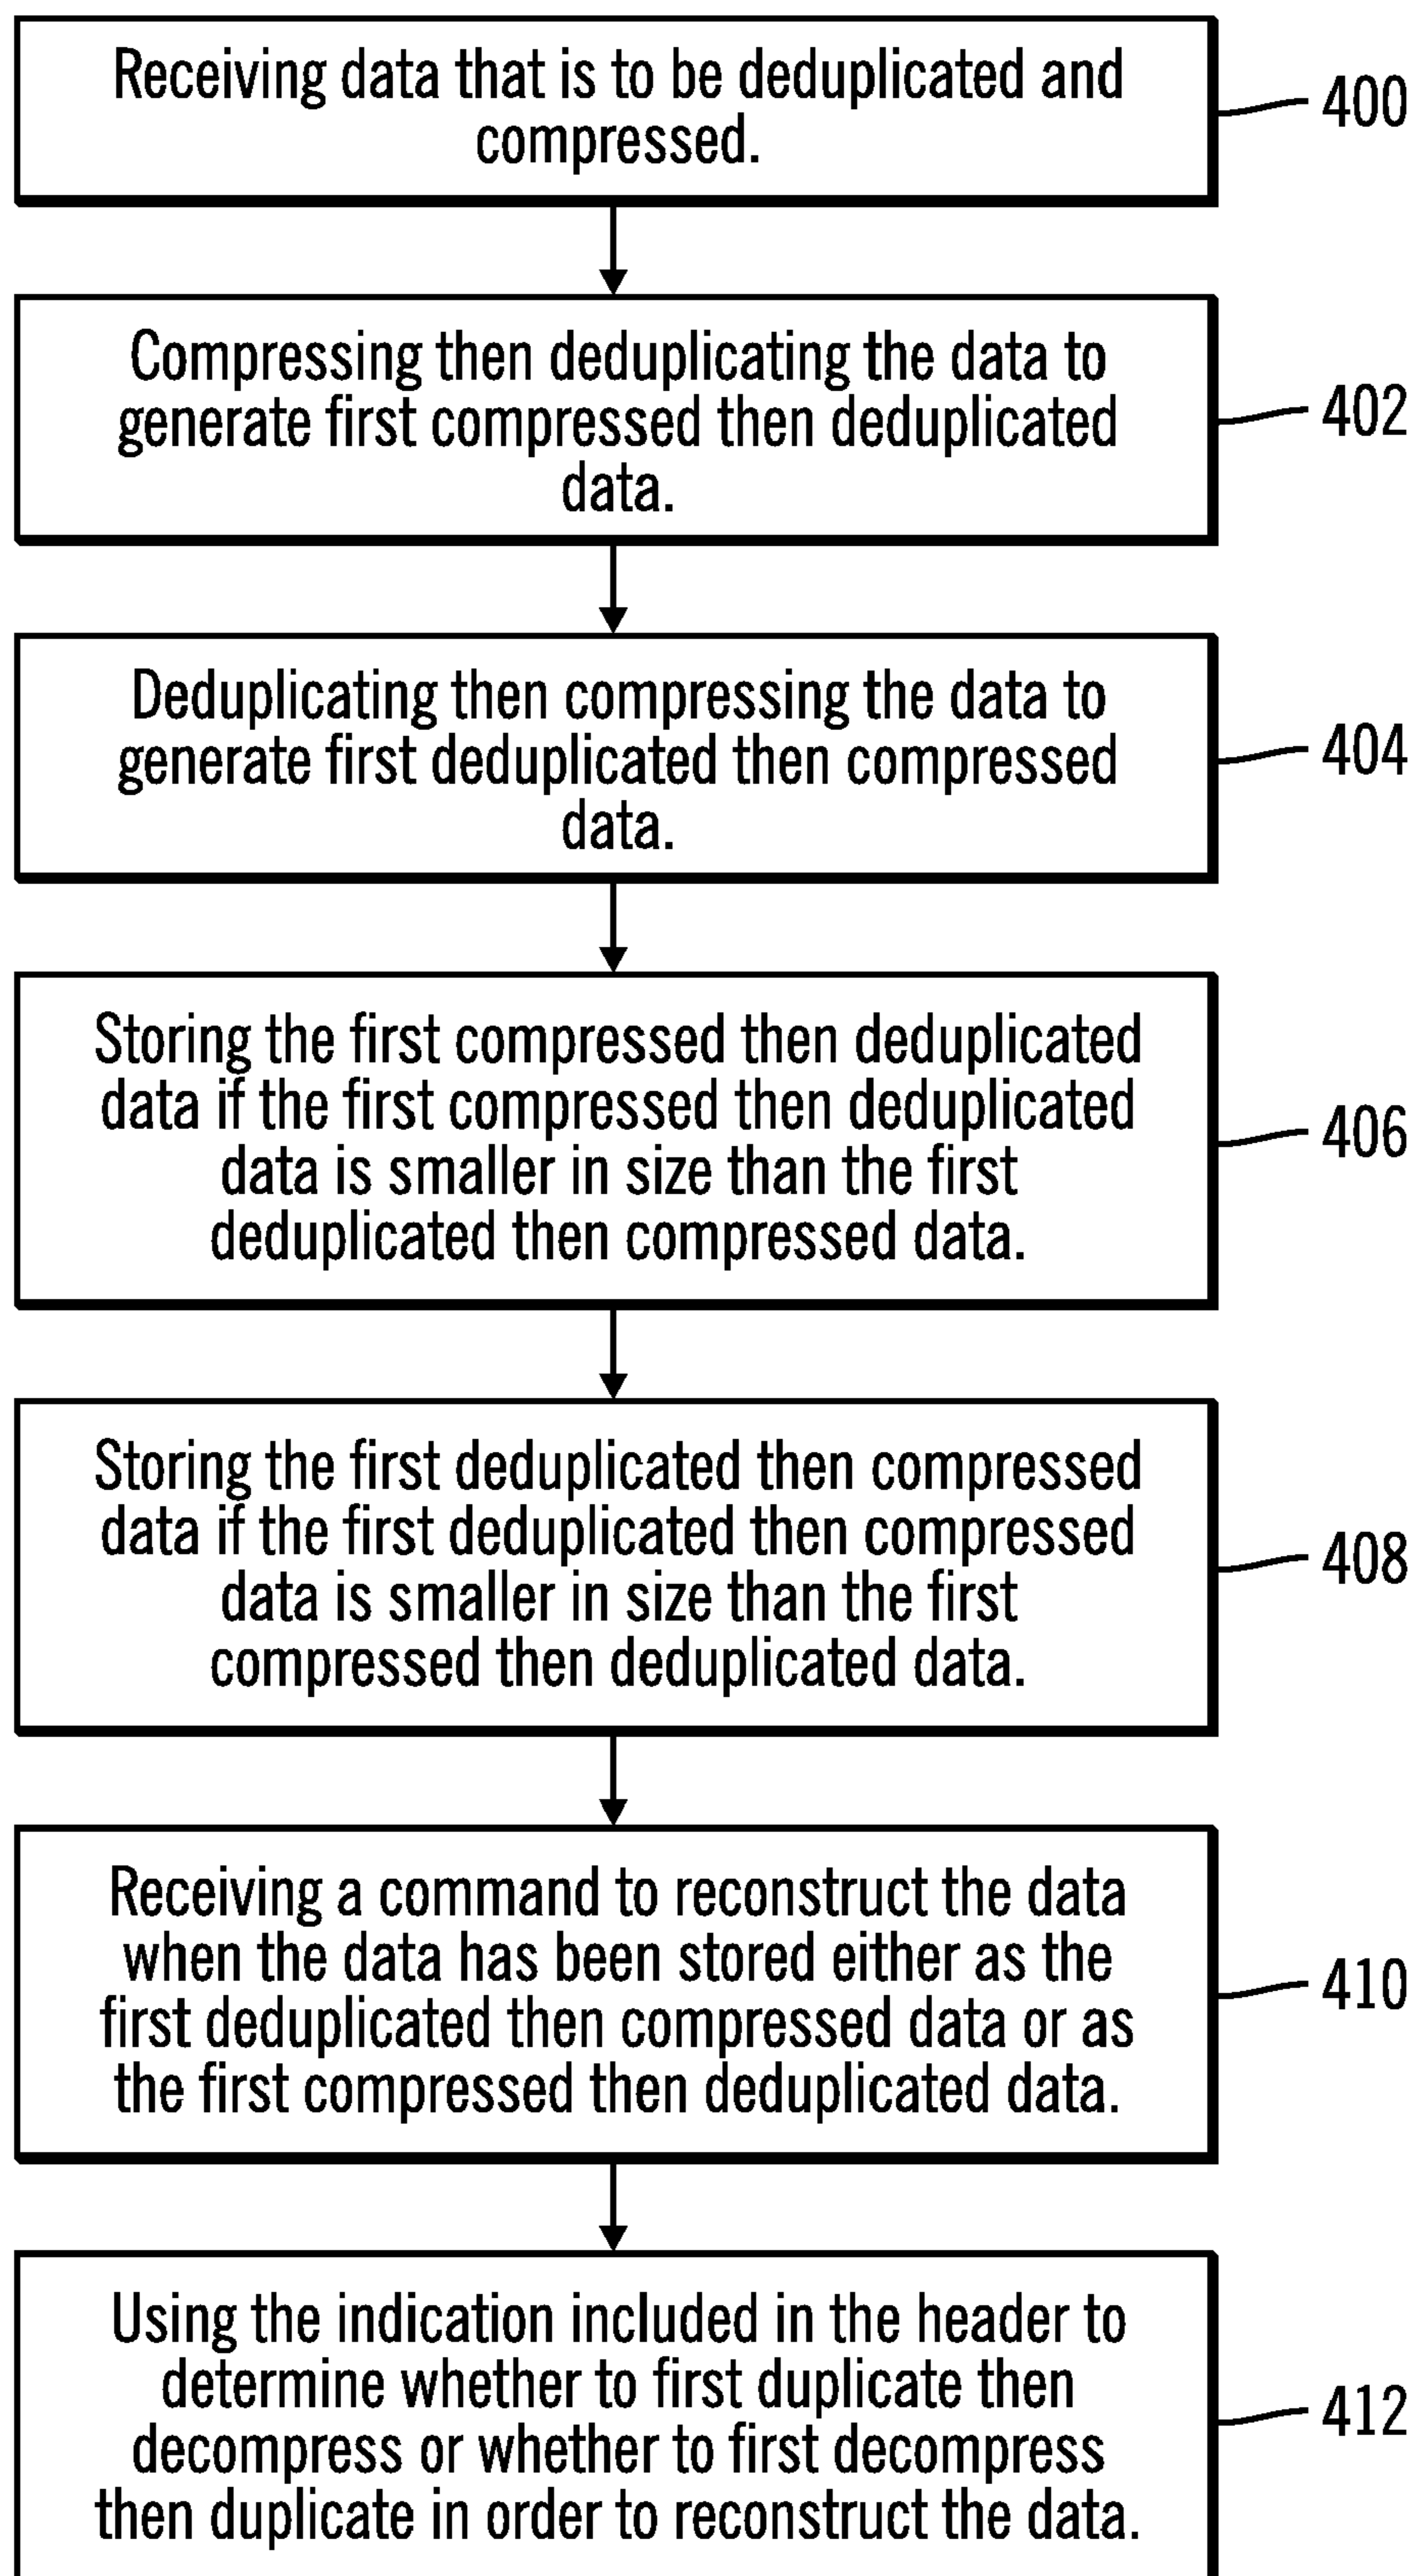 Receiving data that is to be deduplicated and
compressed.
400
Compressing then deduplicating the data to
generate first compressed then deduplicated
data.
402
Deduplicating then compressing the data to
generate first deduplicated then compressed
data.
404
Storing the first compressed then deduplicated
data if the first compressed then deduplicated
data is smaller in size than the first
deduplicated then compressed data.
406
Storing the first deduplicated then compressed
data if the first deduplicated then compressed
data is smaller in size than the first
compressed then deduplicated data.
408
Receiving a command to reconstruct the data
when the data has been stored either as the
first deduplicated then compressed data or as
the first compressed then deduplicated data.
410
Using the indication included in the header to
determine whether to first duplicate then
decompress or whether to first decompress
then duplicate in order to reconstruct the data.
412